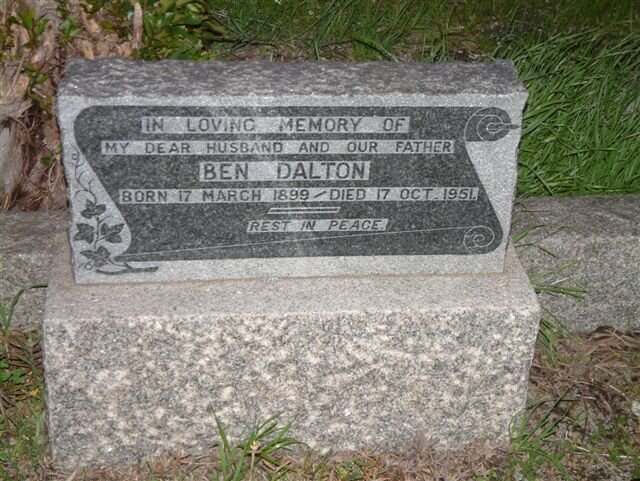 IN LOVING MEMORY OF
MY DEAR HUSBAND AND OUR FATHER
BEN DALTON
BORN 17 MARCH 1899 / DIED 17 OCT. 1951.
REST IN PEACE.